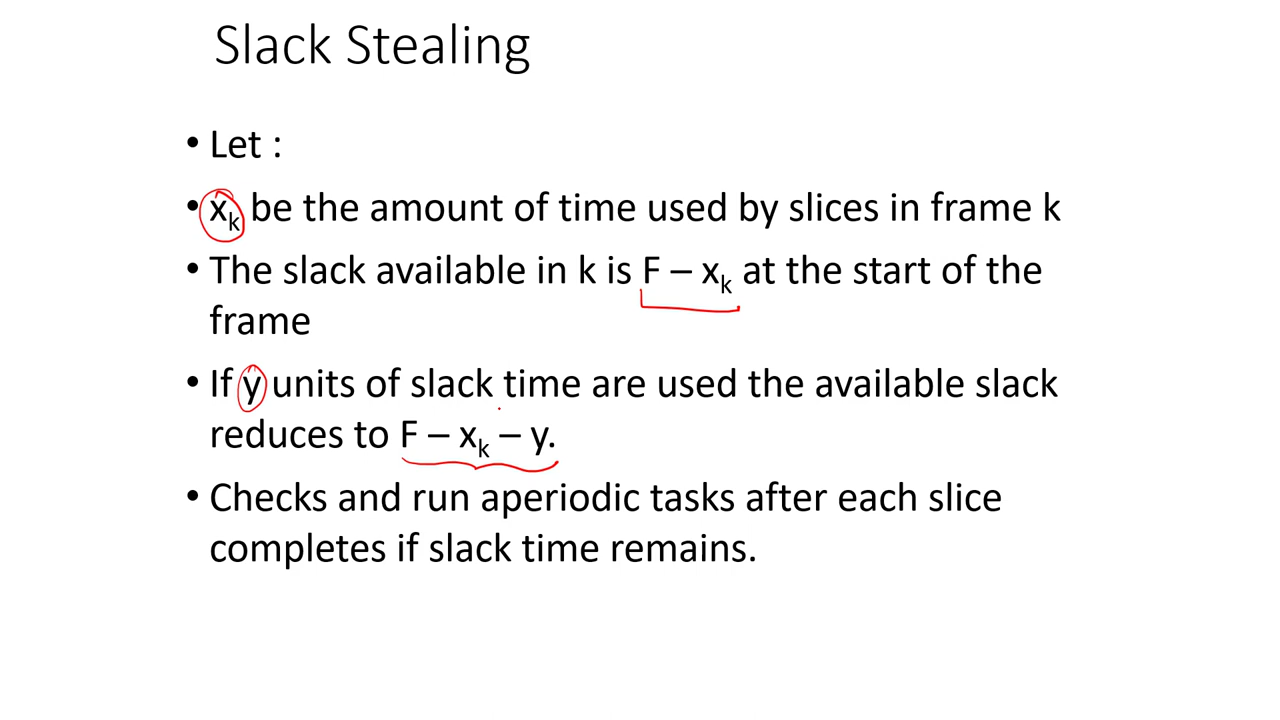 Slack Stealing
• Let :
• xₖ be the amount of time used by slices in frame k
• The slack available in k is F – xₖ at the start of the
frame
• If y units of slack time are used the available slack
reduces to F – xₖ – y.
• Checks and run aperiodic tasks after each slice
completes if slack time remains.